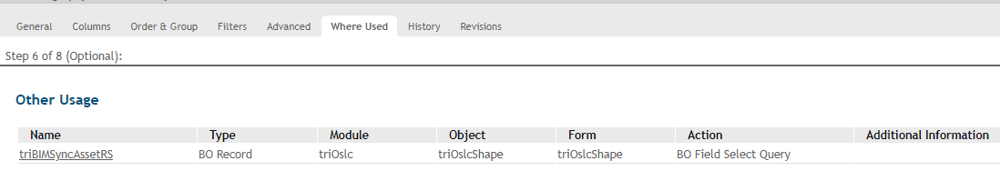 General Columns Order & Group Filters Advanced Where Used History Revisions
Step 6 of 8 (Optional):
Other Usage
Name Type Module Object Form Action Additional Information
triBIMSyncAssetRS BO Record triOslc triOslcShape triOslcShape BO Field Select Query